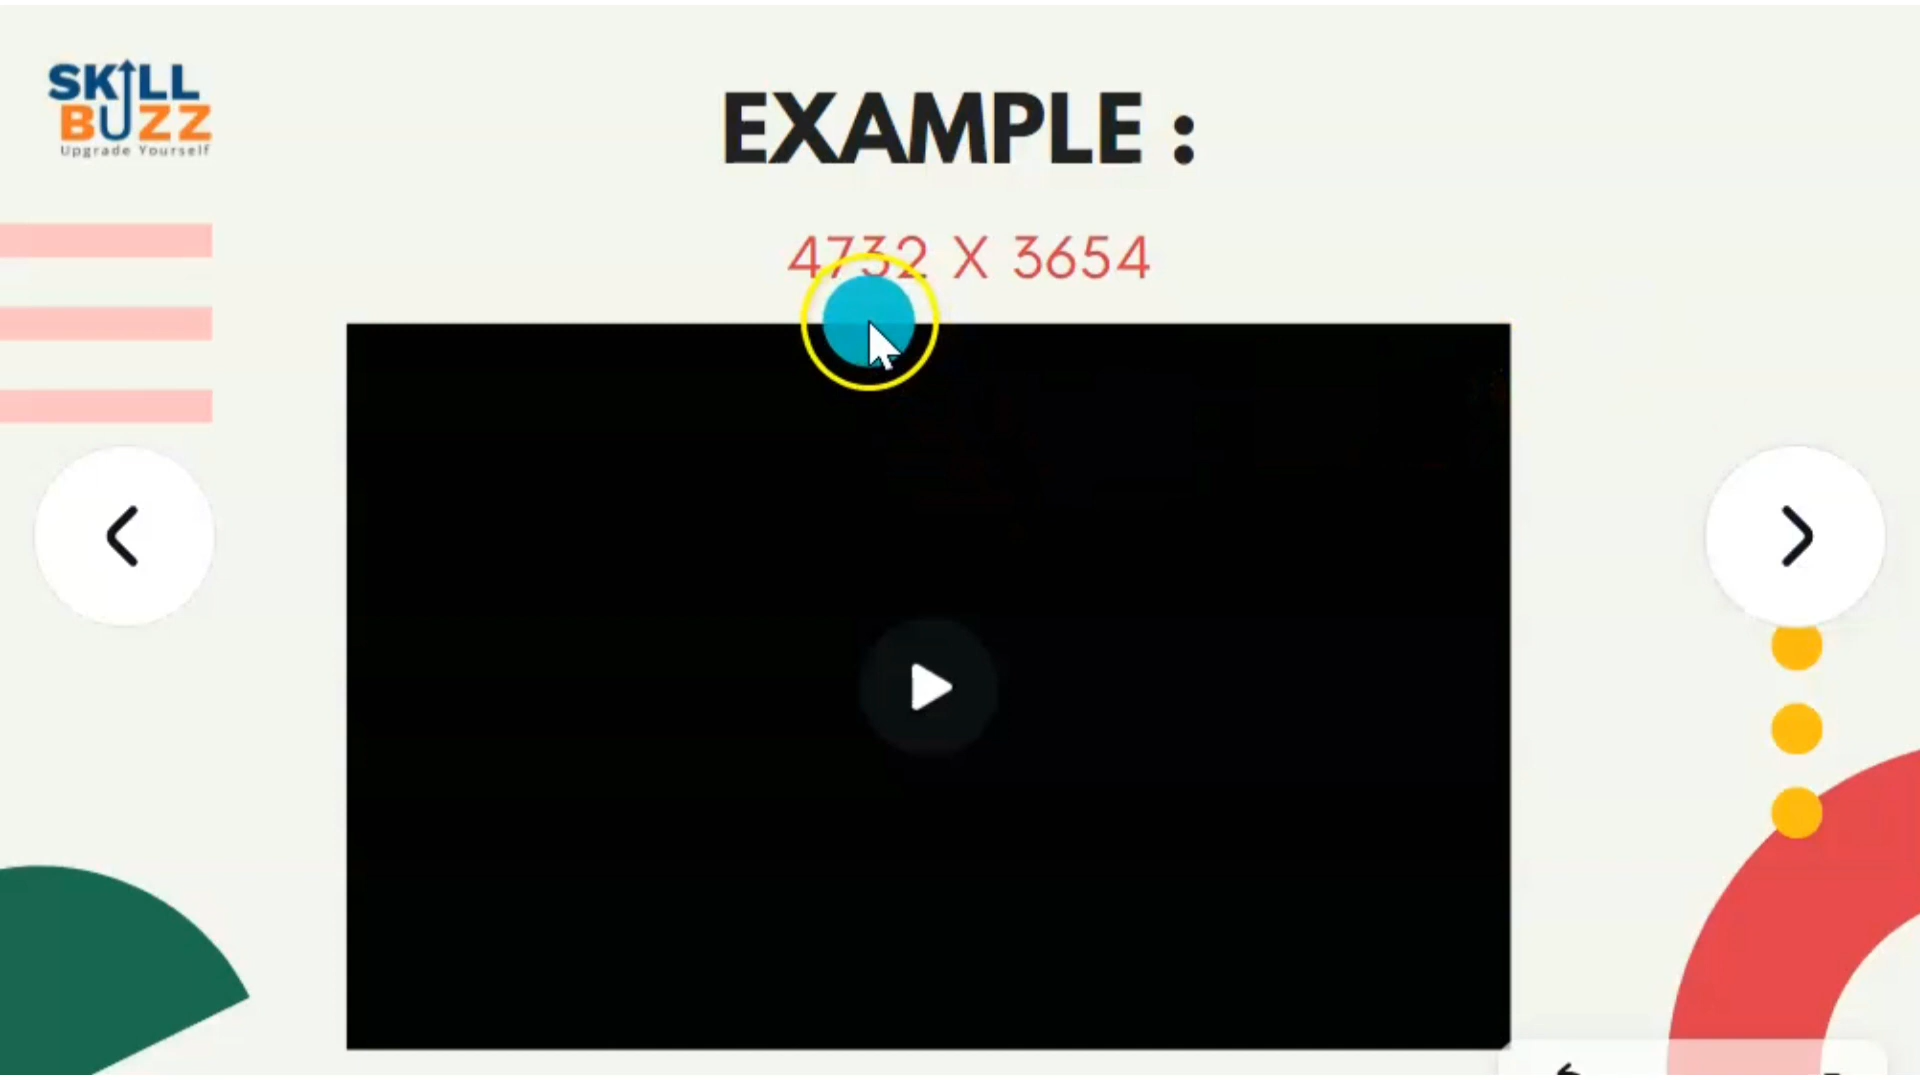 SKILL
BUZZ
Upgrade Yourself
EXAMPLE :
4732 X 3654